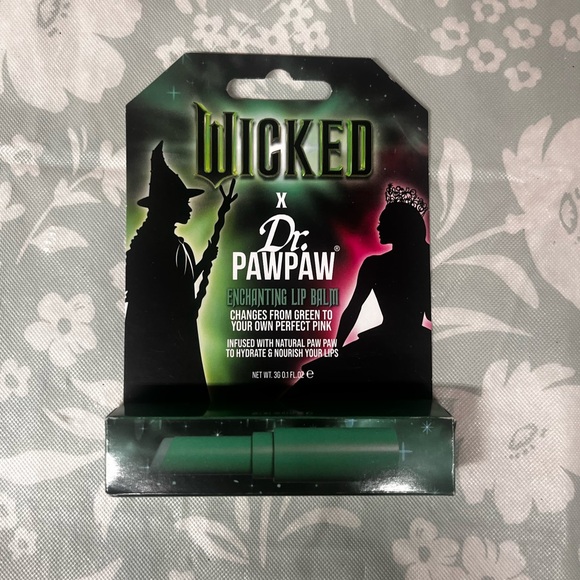 WICKED
X
Dr.
PAWPAW®
ENCHANTING LIP BALM
CHANGES FROM GREEN TO
YOUR OWN PERFECT PINK
INFUSED WITH NATURAL PAW PAW
TO HYDRATE & NOURISH YOUR LIPS
NET WT. 3G 0.1 FL 02 ℮